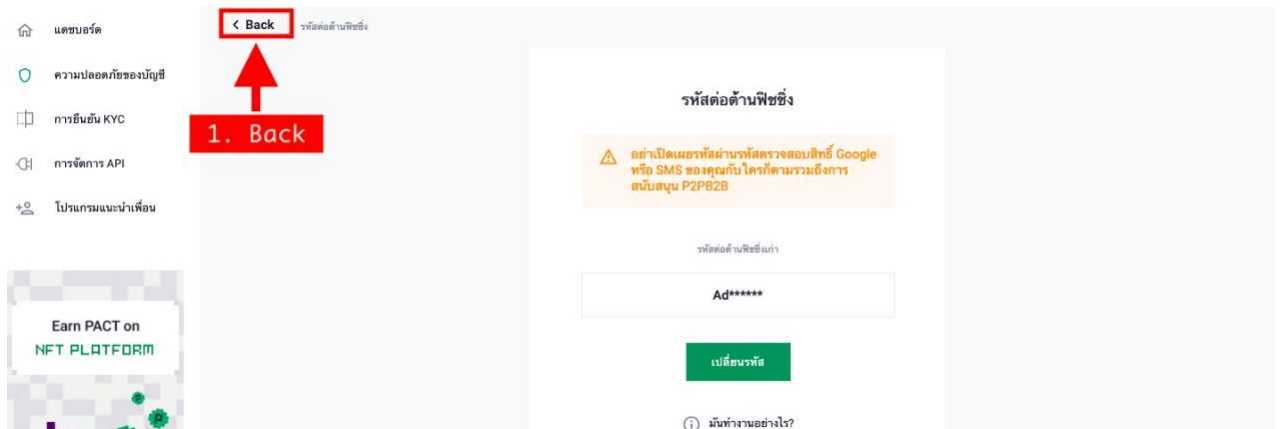 แดชบอร์ด
ความปลอดภัยของบัญชี
การยืนยัน KYC
การจัดการ API
โปรแกรมแนะนำเพื่อน
Earn PACT on
NFT PLATFORM
< Back
รหัสต่อต้านฟิชชิ่ง
1. Back
รหัสต่อต้านฟิชชิ่ง
อย่าเปิดเผยรหัสผ่านรหัสตรวจสอบสิทธิ์ Google
หรือ SMS ของคุณกับใครก็ตามรวมถึงการ
สนับสนุน P2PB2B
รหัสต่อต้านฟิชชิ่งเก่า
Ad******
เปลี่ยนรหัส
มันทำงานอย่างไร?